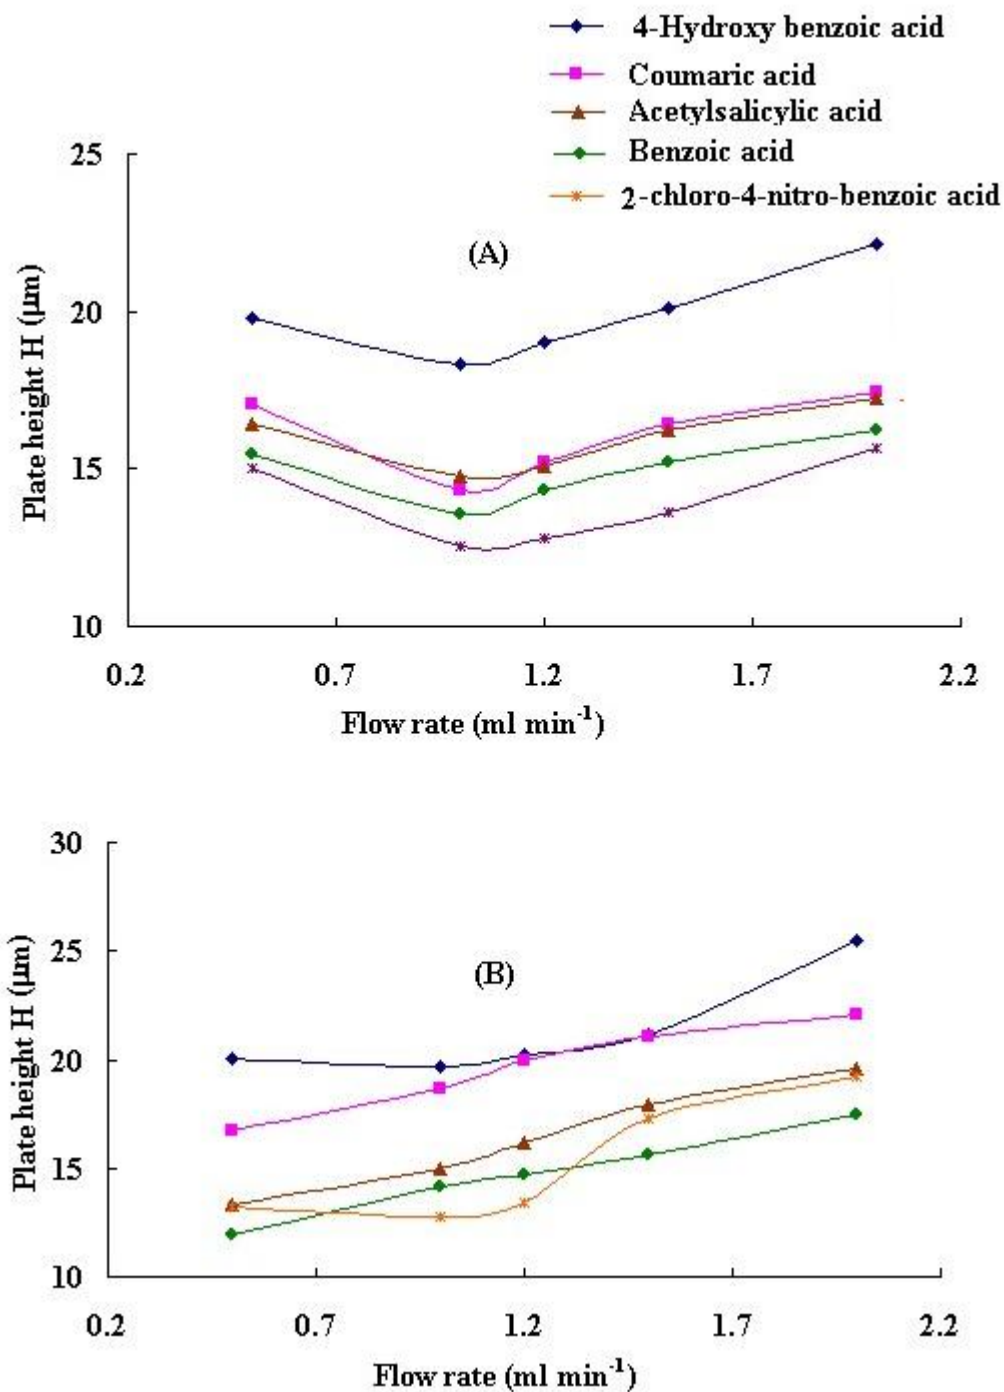 4-Hydroxy benzoic acid
Coumaric acid
Acetylsalicylic acid
Benzoic acid
2-chloro-4-nitro-benzoic acid
(A)
Plate height H (μm)
25
20
15
10
0.2 0.7 1.2 1.7 2.2
Flow rate (ml min⁻¹)
(B)
Plate height H (μm)
30
25
20
15
10
0.2 0.7 1.2 1.7 2.2
Flow rate (ml min⁻¹)